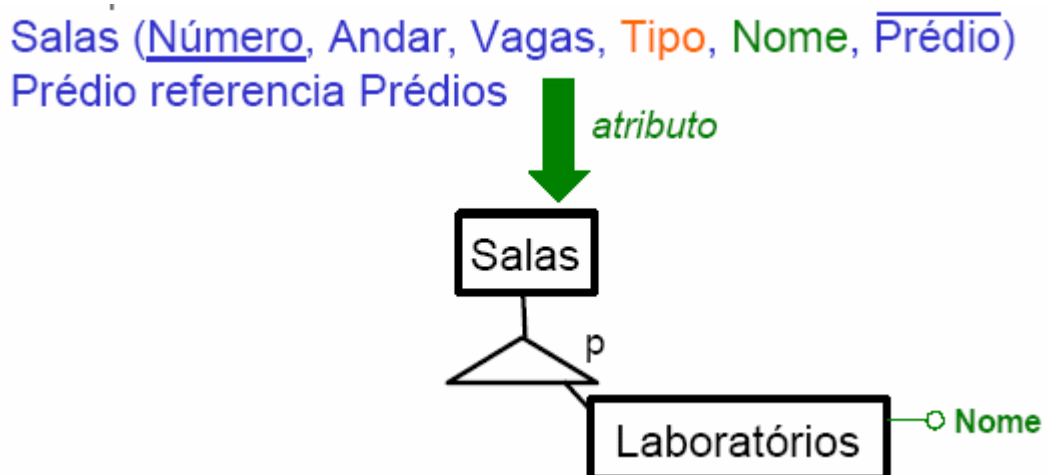 Salas (Número, Andar, Vagas, Tipo, Nome, Prédio)
Prédio referencia Prédios
atributo
Salas
p
Laboratórios
Nome